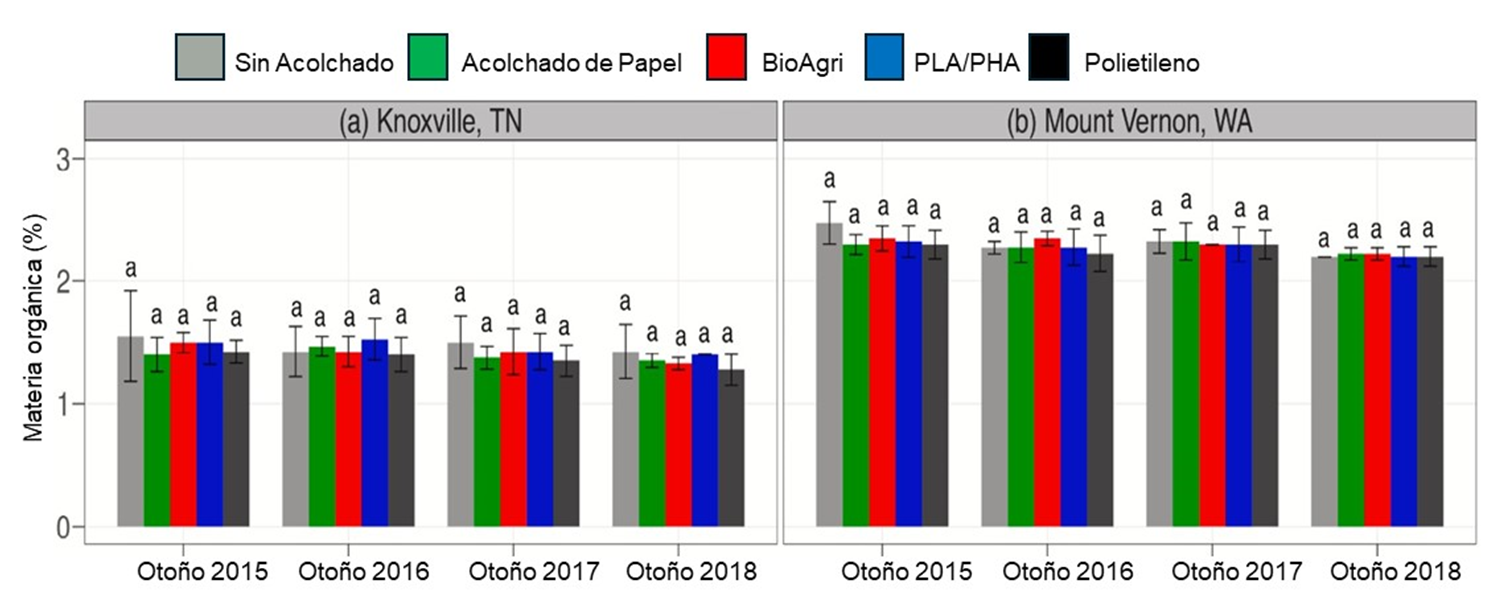 Sin Acolchado Acolchado de Papel BioAgri PLA/PHA Polietileno
(a) Knoxville, TN
(b) Mount Vernon, WA
Materia orgánica (%)
3
2
1
0
a a a a a a a a a a a a a a a a a a a a
a a a a a a a a a a a a a a a a a a a a
Otoño 2015 Otoño 2016 Otoño 2017 Otoño 2018
Otoño 2015 Otoño 2016 Otoño 2017 Otoño 2018